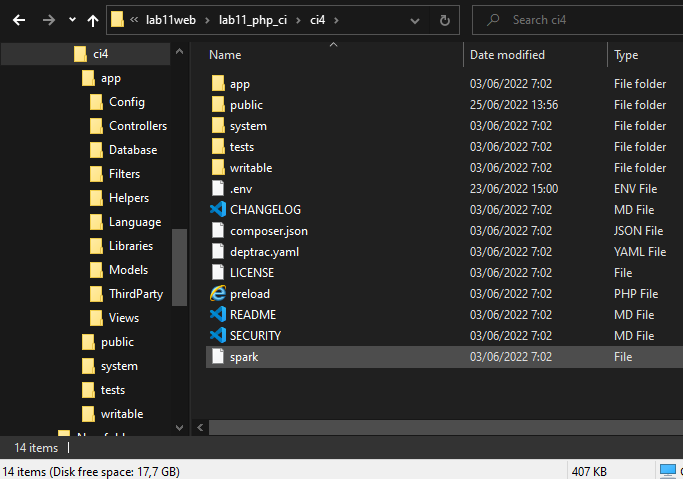 lab11web > lab11_php_ci > ci4 >
Search ci4
ci4
app
Config
Controllers
Database
Filters
Helpers
Language
Libraries
Models
ThirdParty
Views
public
system
tests
writable
Name Date modified Type
app 03/06/2022 7:02 File folder
public 25/06/2022 13:56 File folder
system 03/06/2022 7:02 File folder
tests 03/06/2022 7:02 File folder
writable 03/06/2022 7:02 File folder
.env 23/06/2022 15:00 ENV File
CHANGELOG 03/06/2022 7:02 MD File
composer.json 03/06/2022 7:02 JSON File
deptrac.yaml 03/06/2022 7:02 YAML File
LICENSE 03/06/2022 7:02 File
preload 03/06/2022 7:02 PHP File
README 03/06/2022 7:02 MD File
SECURITY 03/06/2022 7:02 MD File
spark 03/06/2022 7:02 File
14 items
14 items (Disk free space: 17,7 GB) 407 KB